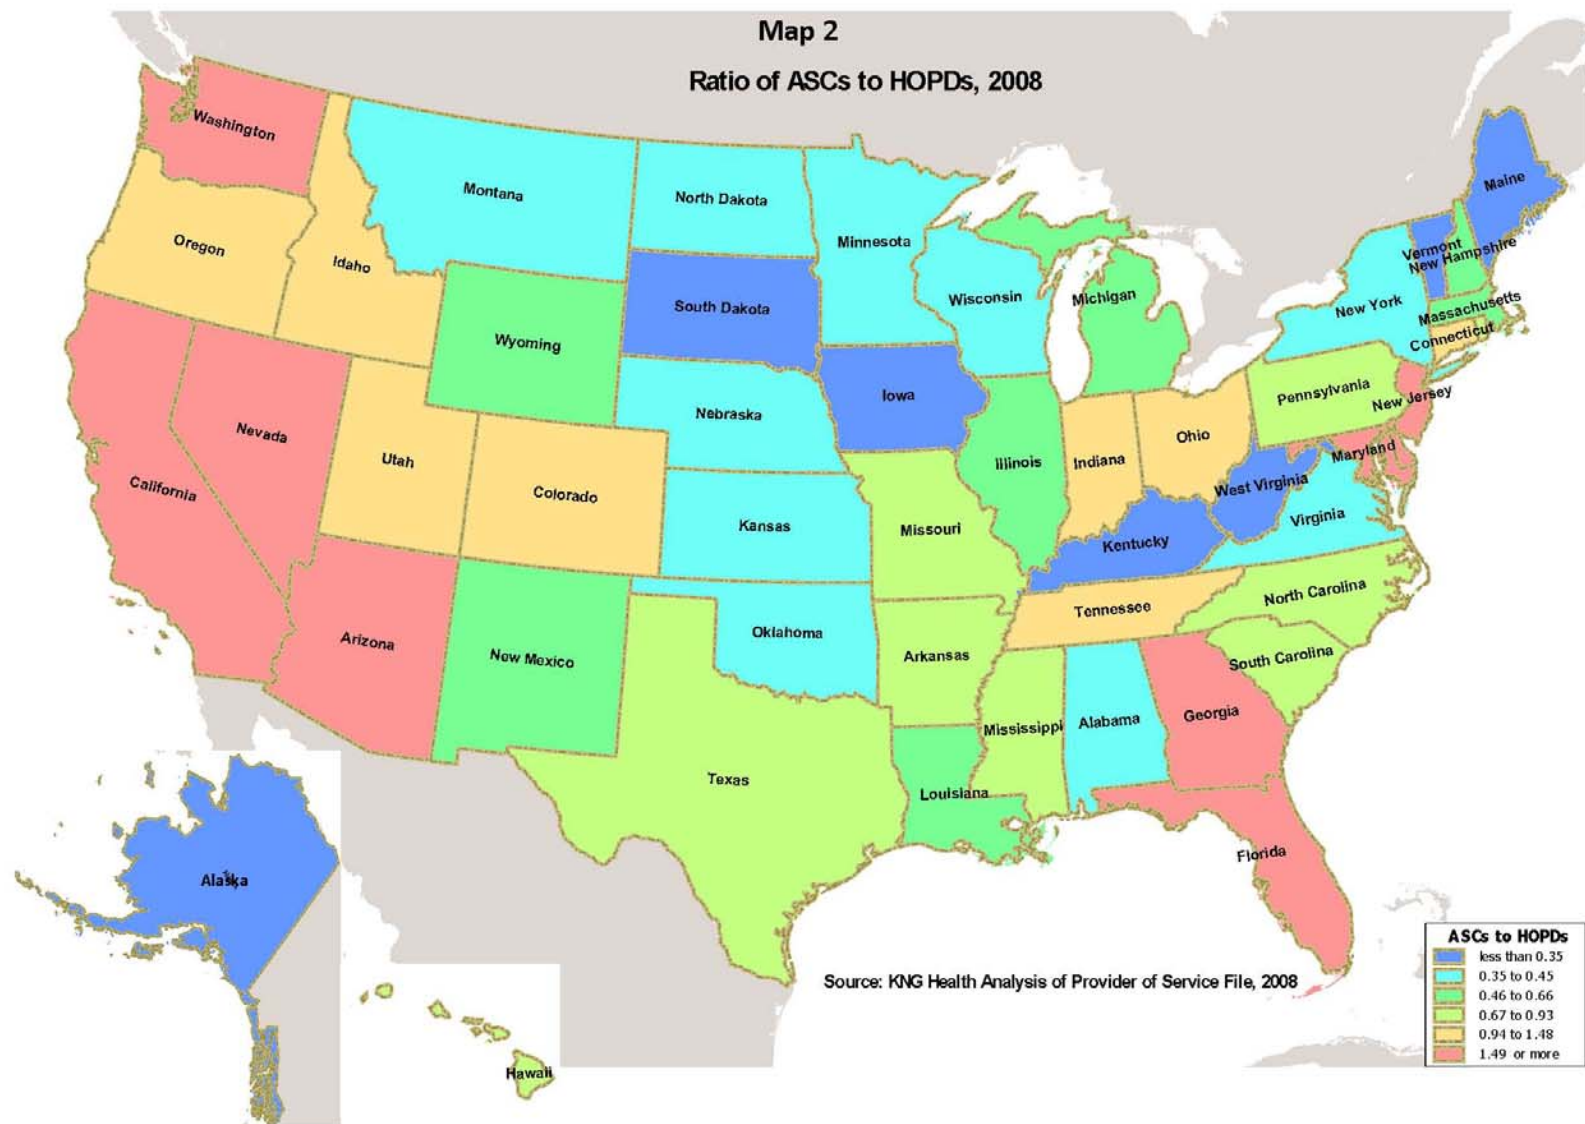 Map 2
Ratio of ASCs to HOPDs, 2008
Washington
Montana
North Dakota
Minnesota
Maine
Oregon
Idaho
Vermont
New Hampshire
South Dakota
Wisconsin
Michigan
New York
Massachusetts
Wyoming
Connecticut
Nebraska
Iowa
Pennsylvania
New Jersey
Nevada
Utah
Ohio
Illinois
Indiana
Maryland
California
Colorado
West Virginia
Kansas
Missouri
Virginia
Kentucky
North Carolina
Tennessee
Arizona
Oklahoma
New Mexico
Arkansas
South Carolina
Georgia
Mississippi
Alabama
Texas
Louisiana
Florida
Alaska
Hawaii
Source: KNG Health Analysis of Provider of Service File, 2008
ASCs to HOPDs
less than 0.35
0.35 to 0.45
0.46 to 0.66
0.67 to 0.93
0.94 to 1.48
1.49 or more